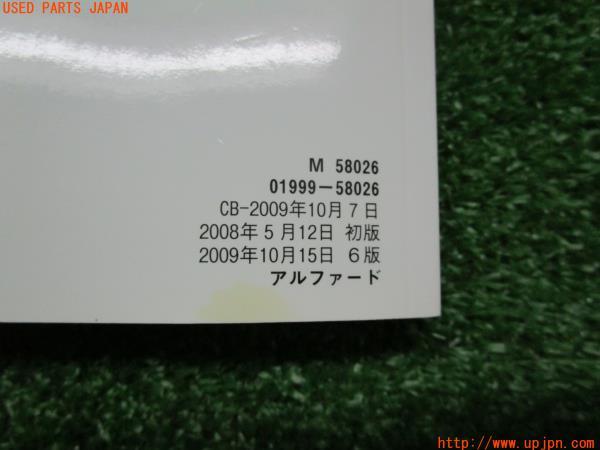 USED PARTS JAPAN
M 58026
01999-58026
CB-2009年10月7日
2008年5月12日 初版
2009年10月15日 6版
アルファード
http://www.upjpn.com/